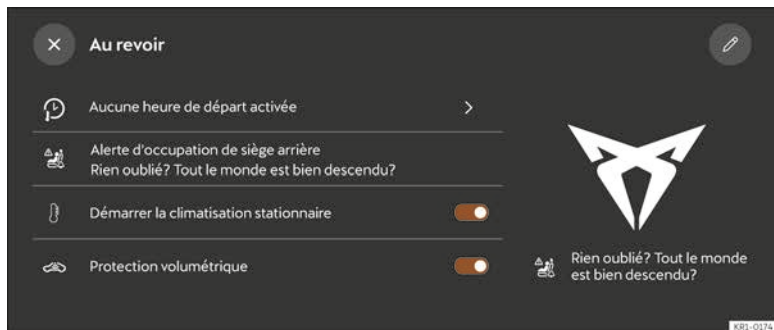 Au revoir
Aucune heure de départ activée
Alerte d'occupation de siège arrière
Rien oublié? Tout le monde est bien descendu?
Démarrer la climatisation stationnaire
Protection volumétrique
Rien oublié? Tout le monde
est bien descendu?
KR1-0174